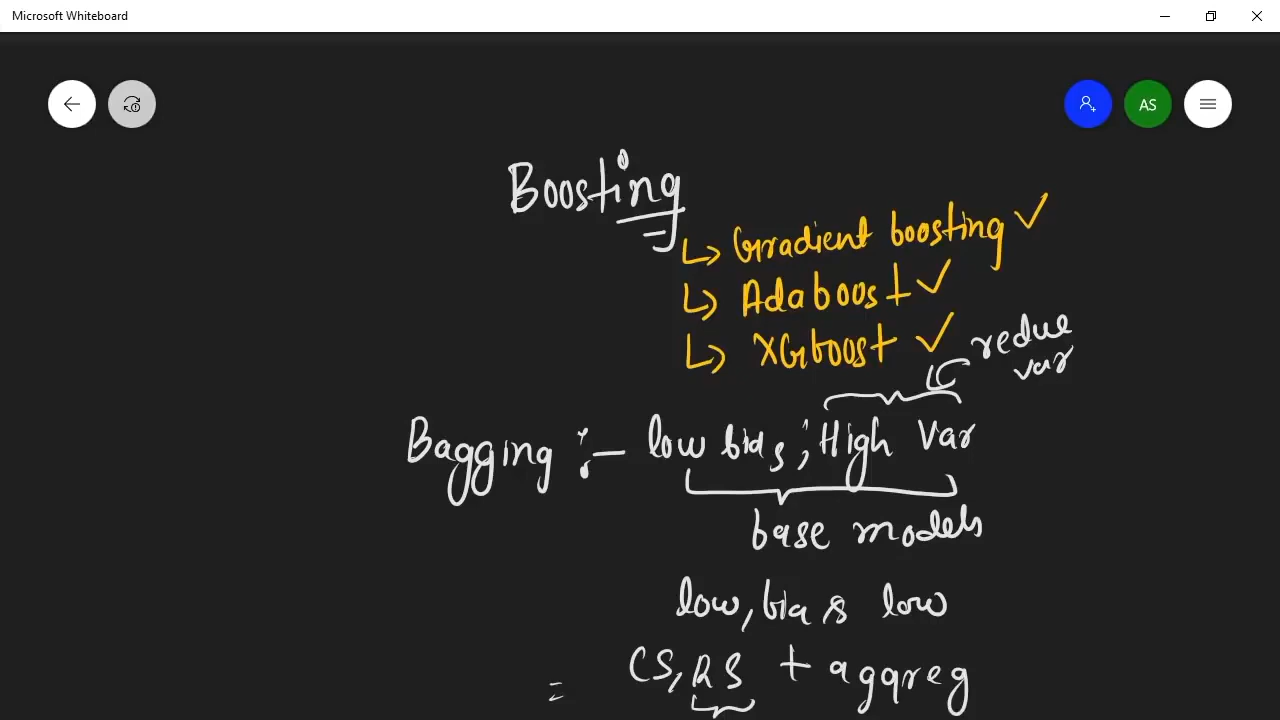 Microsoft Whiteboard
AS
Boosting
↳ Gradient boosting ✓
↳ Adaboost ✓
↳ XGboost ✓
redue
var
Bagging :- low bias; High Var
base models
low, bias low
CS, RS + aggreg
=